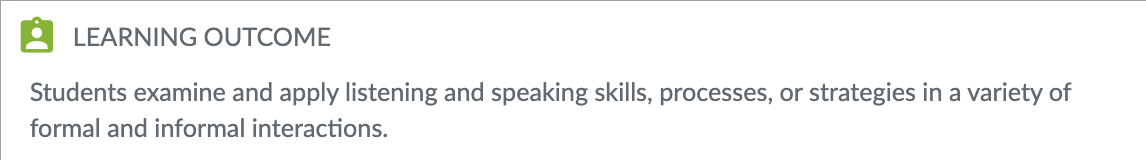 LEARNING OUTCOME
Students examine and apply listening and speaking skills, processes, or strategies in a variety of
formal and informal interactions.